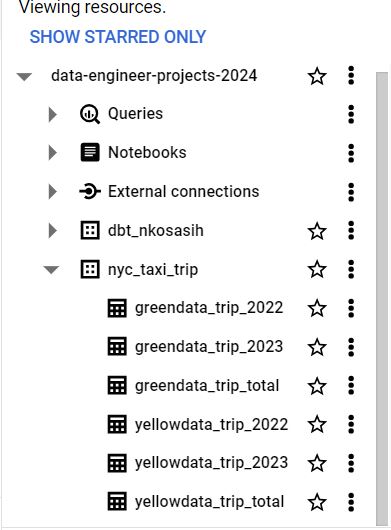 Viewing resources.
SHOW STARRED ONLY
data-engineer-projects-2024
Queries
Notebooks
External connections
dbt_nkosasih
nyc_taxi_trip
greendata_trip_2022
greendata_trip_2023
greendata_trip_total
yellowdata_trip_2022
yellowdata_trip_2023
yellowdata_trip_total